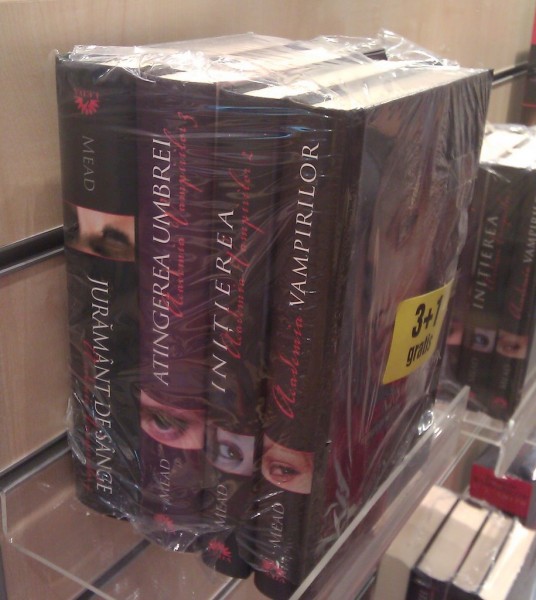 MEAD
JURĂMÂNT DE SÂNGE
ATINGEREA UMBREI
Academia Vampirilor 3
MEAD
INIȚIEREA
Academia Vampirilor 2
MEAD
Academia VAMPIRILOR
MEAD
3+1
gratis
INIȚIEREA
VAMPIRILOR